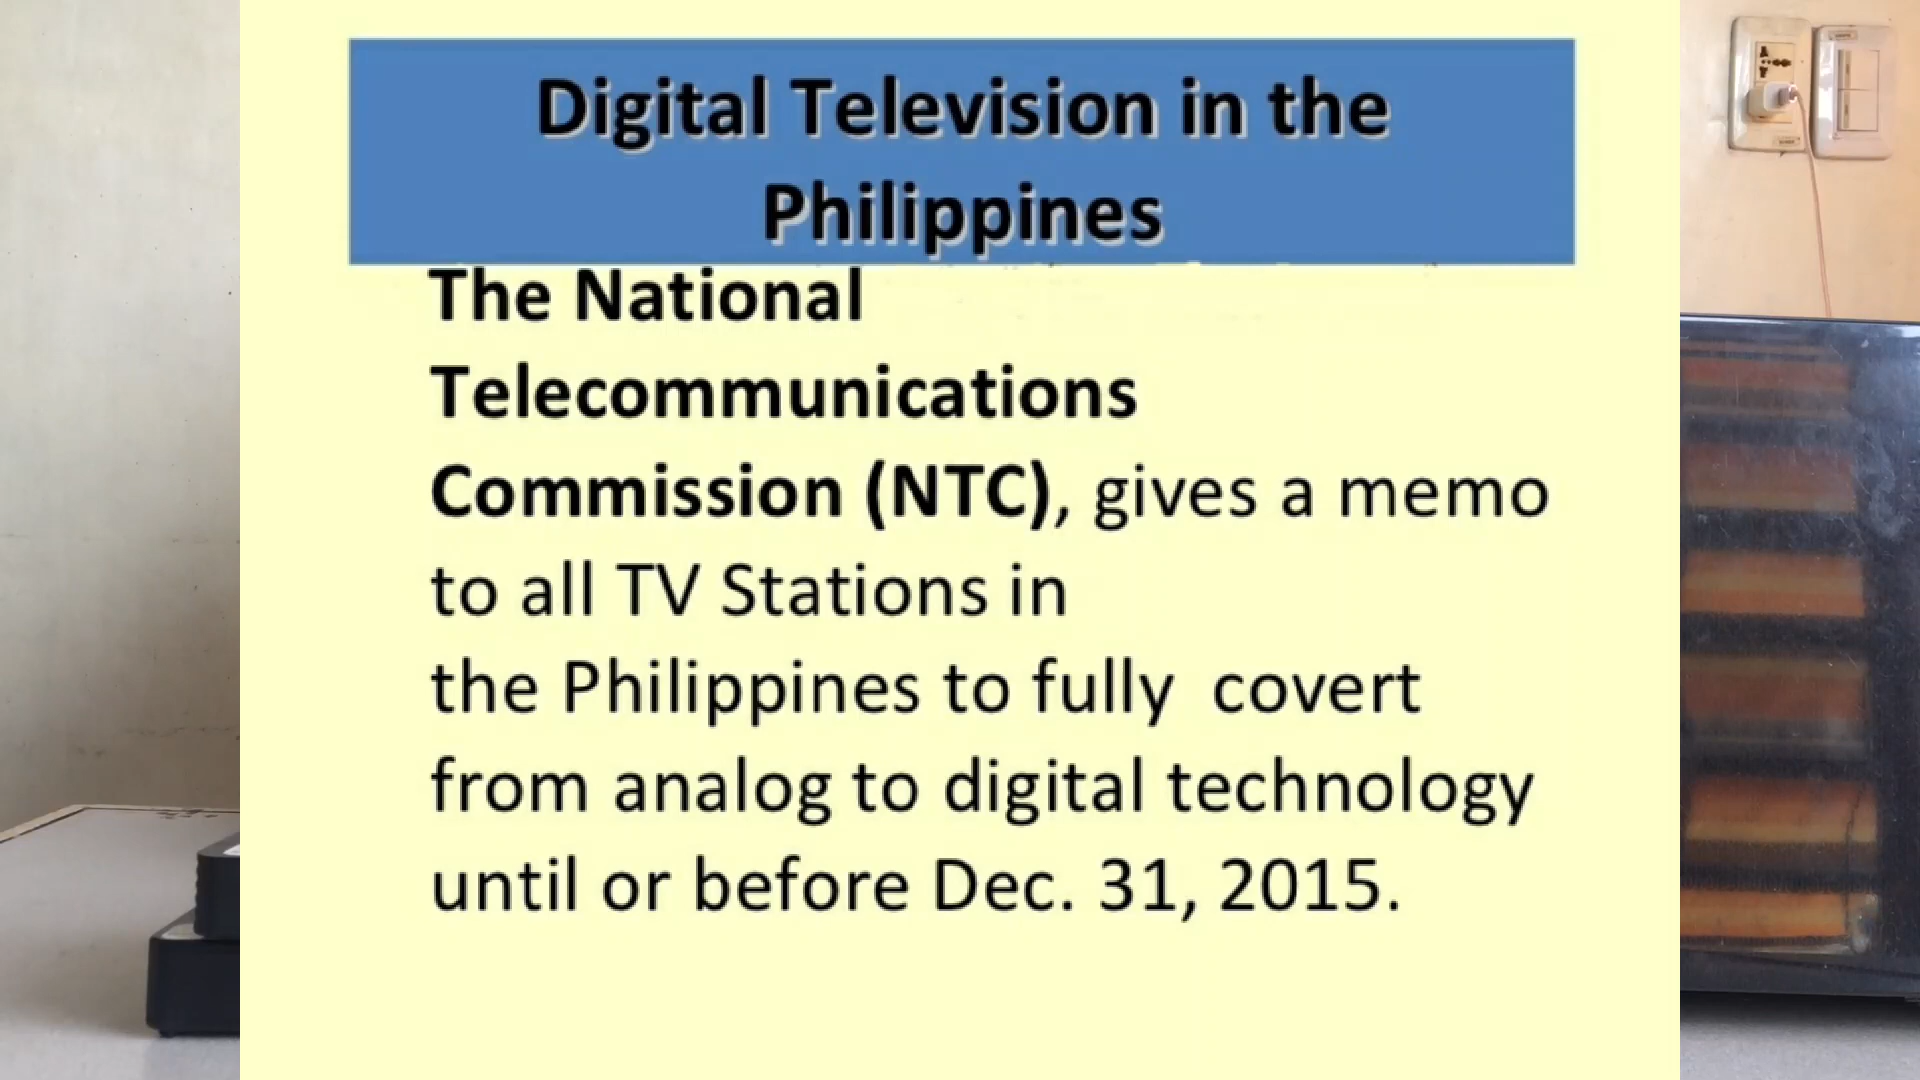 Digital Television in the
Philippines
The National
Telecommunications
Commission (NTC), gives a memo
to all TV Stations in
the Philippines to fully  covert
from analog to digital technology
until or before Dec. 31, 2015.